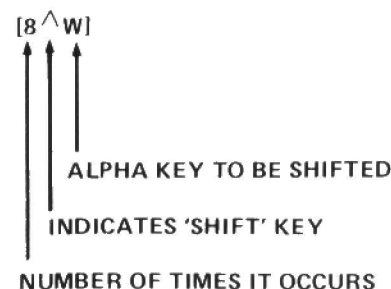 [8^W]
ALPHA KEY TO BE SHIFTED
INDICATES 'SHIFT' KEY
NUMBER OF TIMES IT OCCURS